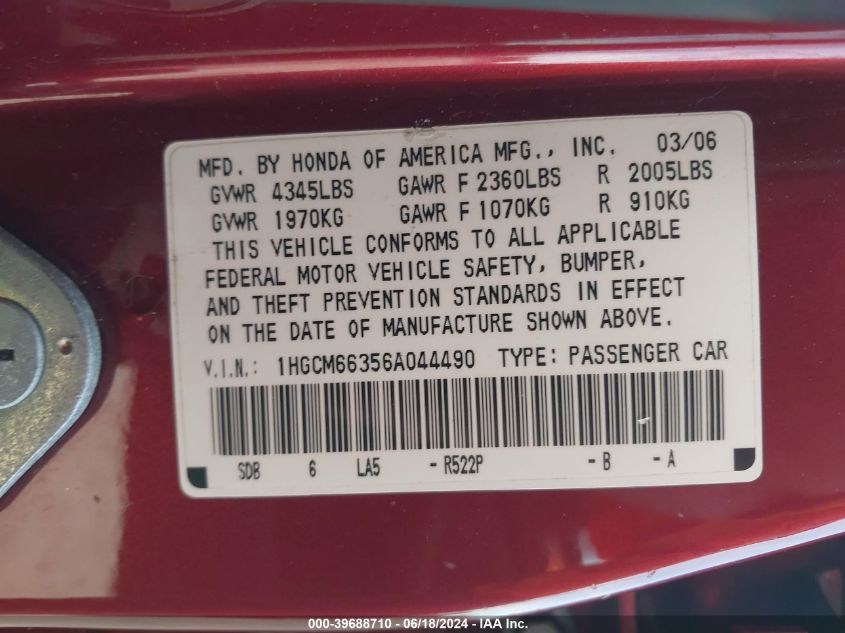 MFD. BY HONDA OF AMERICA MFG., INC. 03/06
GVWR 4345LBS GAWR F 2360LBS R 2005LBS
GVWR 1970KG GAWR F 1070KG R 910KG
THIS VEHICLE CONFORMS TO ALL APPLICABLE
FEDERAL MOTOR VEHICLE SAFETY, BUMPER,
AND THEFT PREVENTION STANDARDS IN EFFECT
ON THE DATE OF MANUFACTURE SHOWN ABOVE.
V.I.N.: 1HGCM66356A044490 TYPE: PASSENGER CAR
SDB 6 LA5 -R522P -B -A
000-39688710 - 06/18/2024 - IAA Inc.